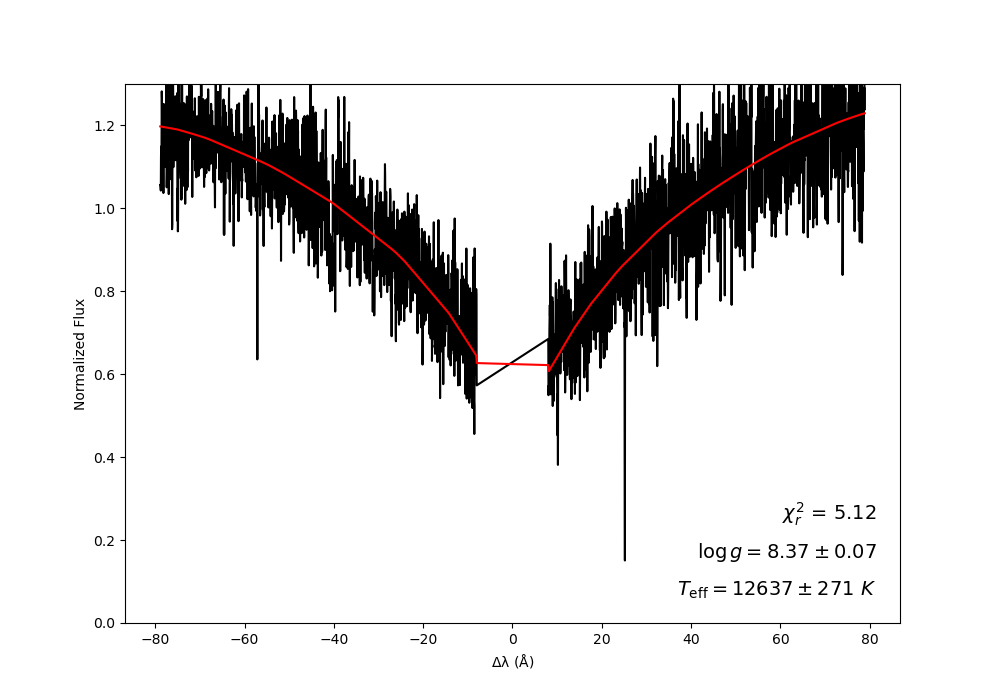 Normalized Flux
1.2
1.0
0.8
0.6
0.4
0.2
0.0
χ²ᵣ = 5.12
log g = 8.37 ± 0.07
T_eff = 12637 ± 271 K
−80 −60 −40 −20 0 20 40 60 80
Δλ (Å)